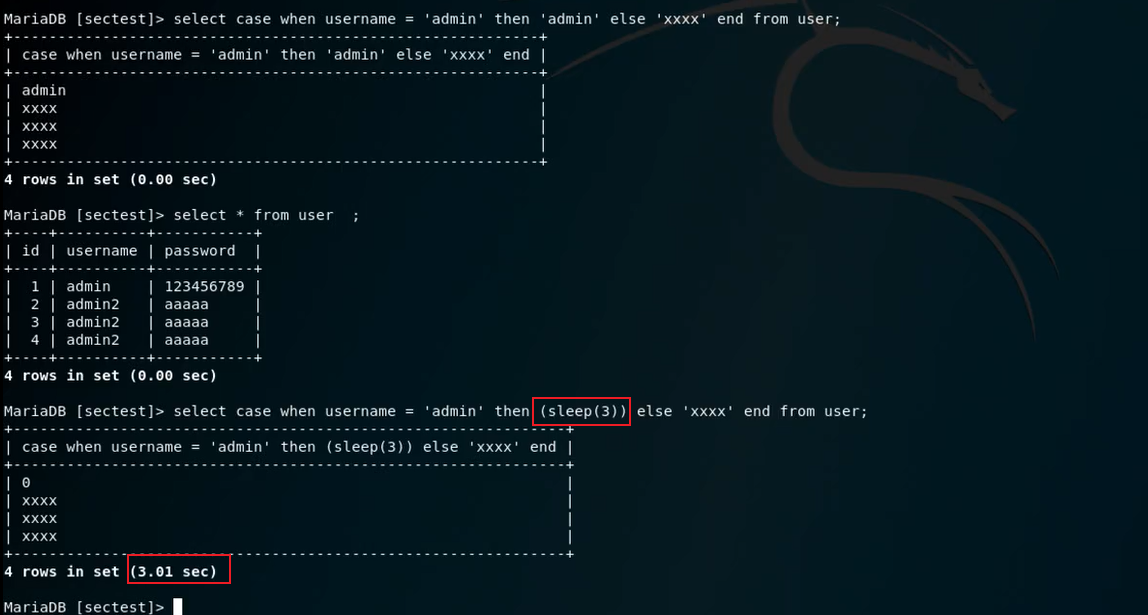 MariaDB [sectest]> select case when username = 'admin' then 'admin' else 'xxxx' end from user;
+------------------------------------------------------------+
| case when username = 'admin' then 'admin' else 'xxxx' end |
+------------------------------------------------------------+
| admin                                                      |
| xxxx                                                       |
| xxxx                                                       |
| xxxx                                                       |
+------------------------------------------------------------+
4 rows in set (0.00 sec)
MariaDB [sectest]> select * from user  ;
+----+----------+-----------+
| id | username | password  |
+----+----------+-----------+
|  1 | admin    | 123456789 |
|  2 | admin2   | aaaaa     |
|  3 | admin2   | aaaaa     |
|  4 | admin2   | aaaaa     |
+----+----------+-----------+
4 rows in set (0.00 sec)
MariaDB [sectest]> select case when username = 'admin' then (sleep(3)) else 'xxxx' end from user;
+---------------------------------------------------------------+
| case when username = 'admin' then (sleep(3)) else 'xxxx' end |
+---------------------------------------------------------------+
| 0                                                             |
| xxxx                                                          |
| xxxx                                                          |
| xxxx                                                          |
+---------------------------------------------------------------+
4 rows in set (3.01 sec)
MariaDB [sectest]>